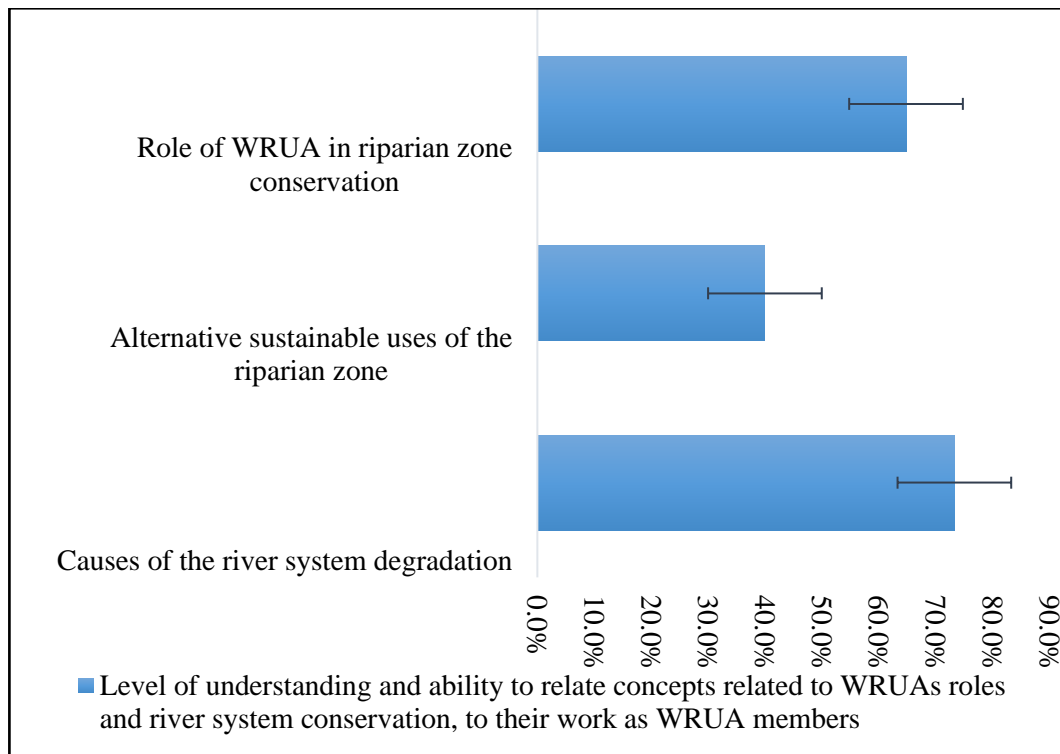 Role of WRUA in riparian zone
conservation
Alternative sustainable uses of the
riparian zone
Causes of the river system degradation
0.0%
10.0%
20.0%
30.0%
40.0%
50.0%
60.0%
70.0%
80.0%
90.0%
Level of understanding and ability to relate concepts related to WRUAs roles
and river system conservation, to their work as WRUA members